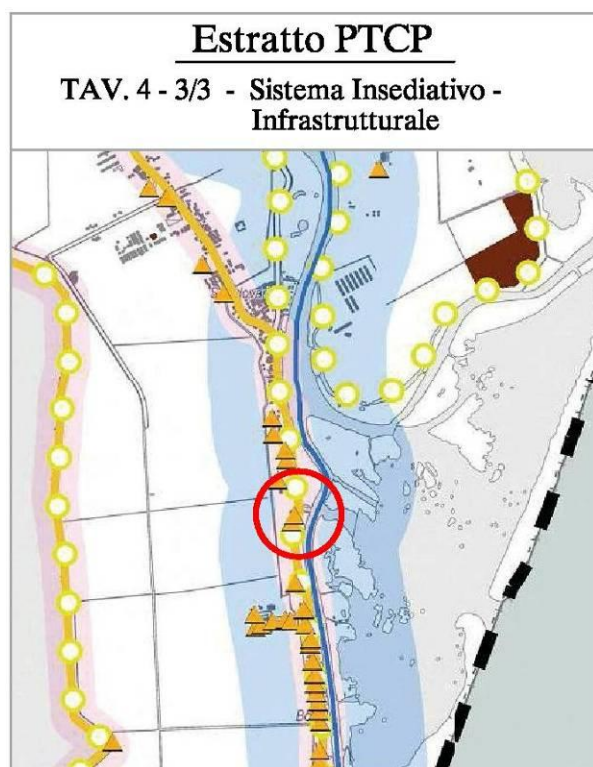 Estratto PTCP
TAV. 4 - 3/3 - Sistema Insediativo -
Infrastrutturale